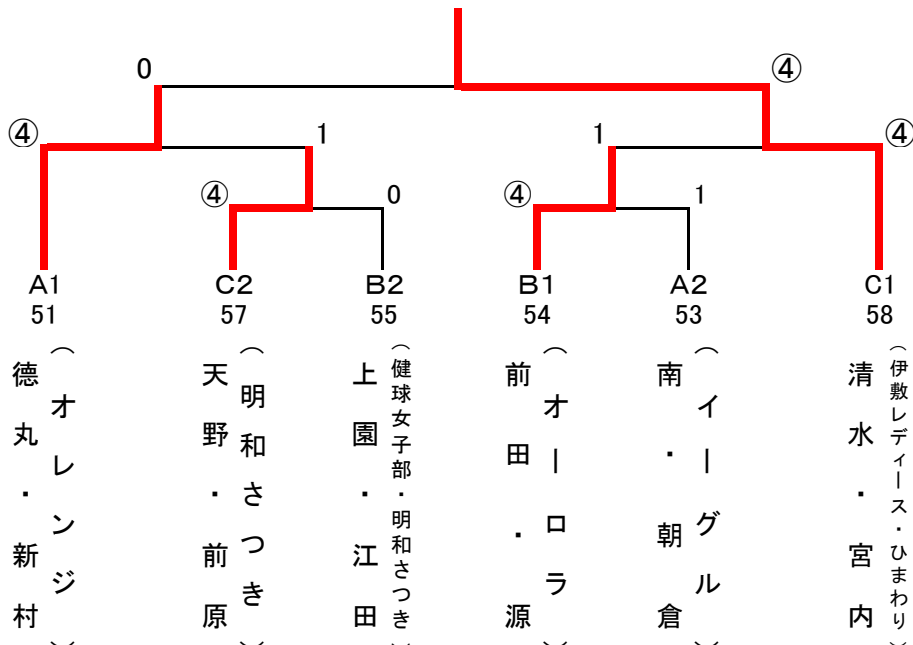 0 ④
④ 1 1 ④
④ 0 ④ 1
A1 C2 B2 B1 A2 C1
51 57 55 54 53 58
德丸・新村
（オレンジ）
天野・前原
（明和さつき）
上園・江田
（健球女子部・明和さつき）
前田・源
（オーロラ）
南・朝倉
（イーグル）
清水・宮内
（伊敷レディース・ひまわり）